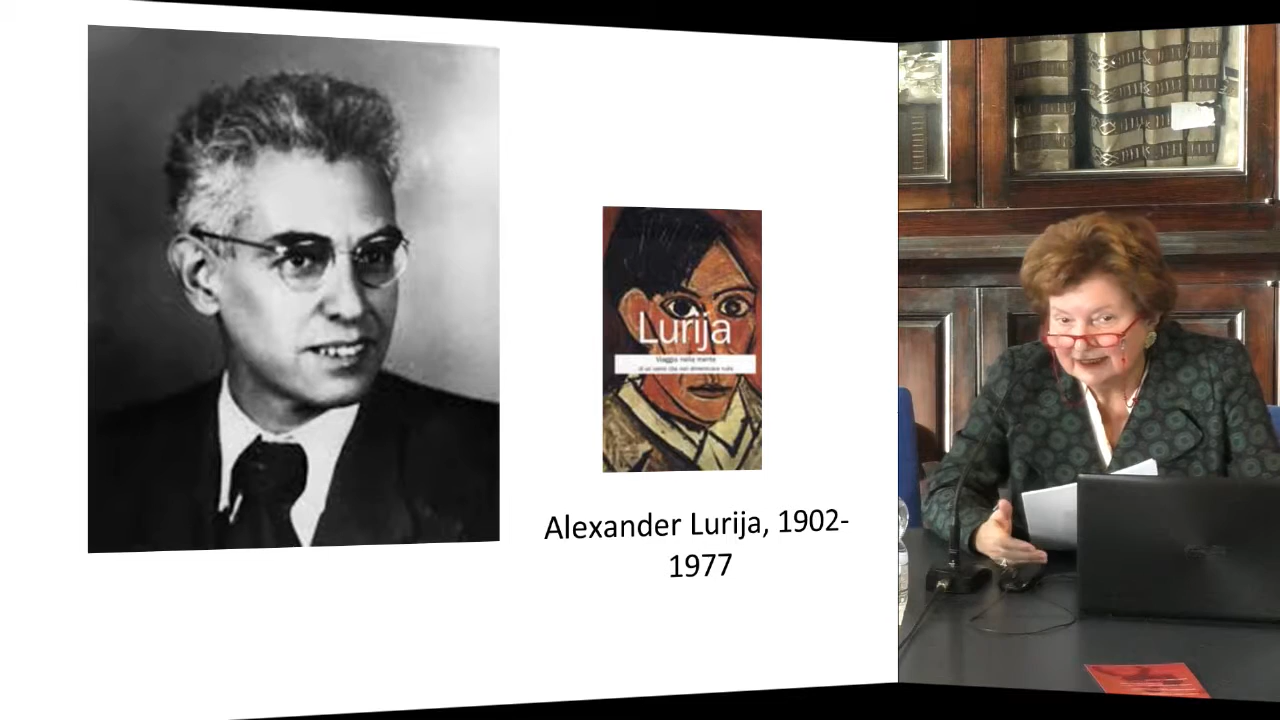 Lurija
Viaggio nella mente
di un uomo che non dimenticava nulla
Alexander Lurija, 1902-
1977